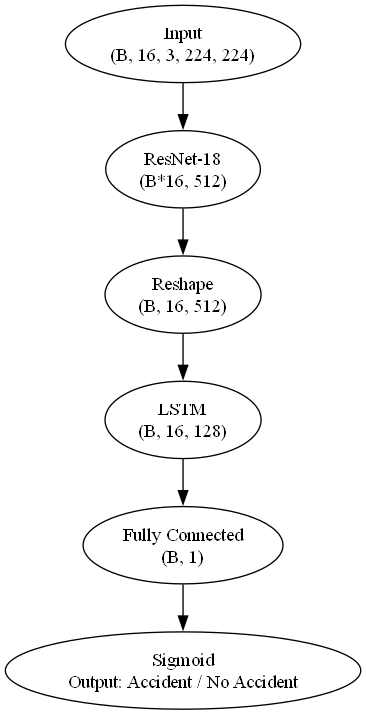 Input
(B, 16, 3, 224, 224)
ResNet-18
(B*16, 512)
Reshape
(B, 16, 512)
LSTM
(B, 16, 128)
Fully Connected
(B, 1)
Sigmoid
Output: Accident / No Accident